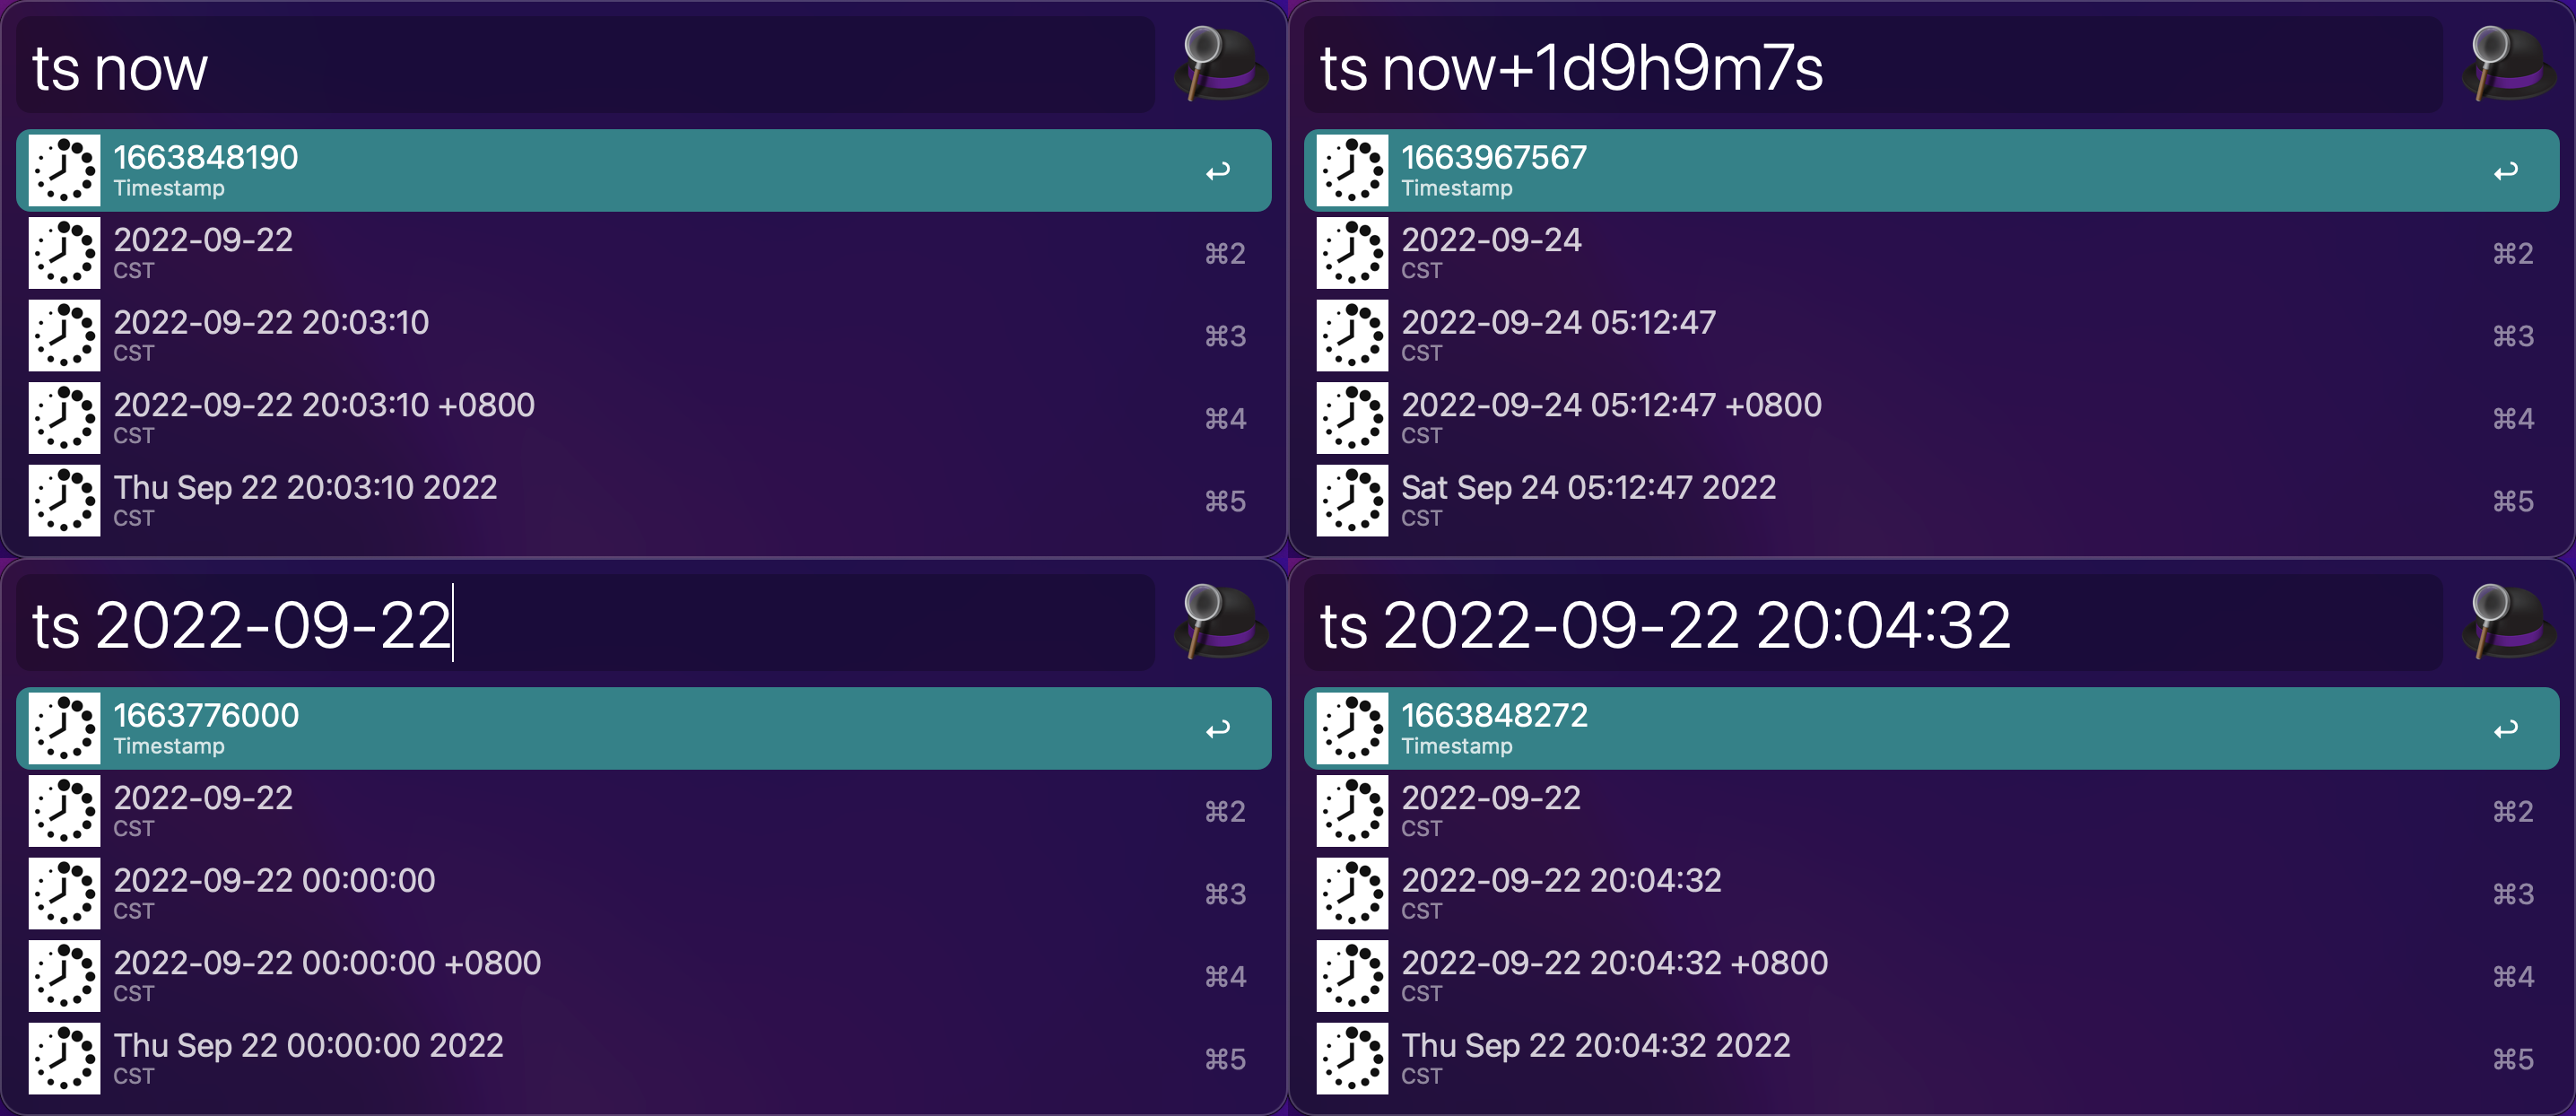 ts now
1663848190
Timestamp
2022-09-22
CST
⌘2
2022-09-22 20:03:10
CST
⌘3
2022-09-22 20:03:10 +0800
CST
⌘4
Thu Sep 22 20:03:10 2022
CST
⌘5
ts now+1d9h9m7s
1663967567
Timestamp
2022-09-24
CST
⌘2
2022-09-24 05:12:47
CST
⌘3
2022-09-24 05:12:47 +0800
CST
⌘4
Sat Sep 24 05:12:47 2022
CST
⌘5
ts 2022-09-22
1663776000
Timestamp
2022-09-22
CST
⌘2
2022-09-22 00:00:00
CST
⌘3
2022-09-22 00:00:00 +0800
CST
⌘4
Thu Sep 22 00:00:00 2022
CST
⌘5
ts 2022-09-22 20:04:32
1663848272
Timestamp
2022-09-22
CST
⌘2
2022-09-22 20:04:32
CST
⌘3
2022-09-22 20:04:32 +0800
CST
⌘4
Thu Sep 22 20:04:32 2022
CST
⌘5